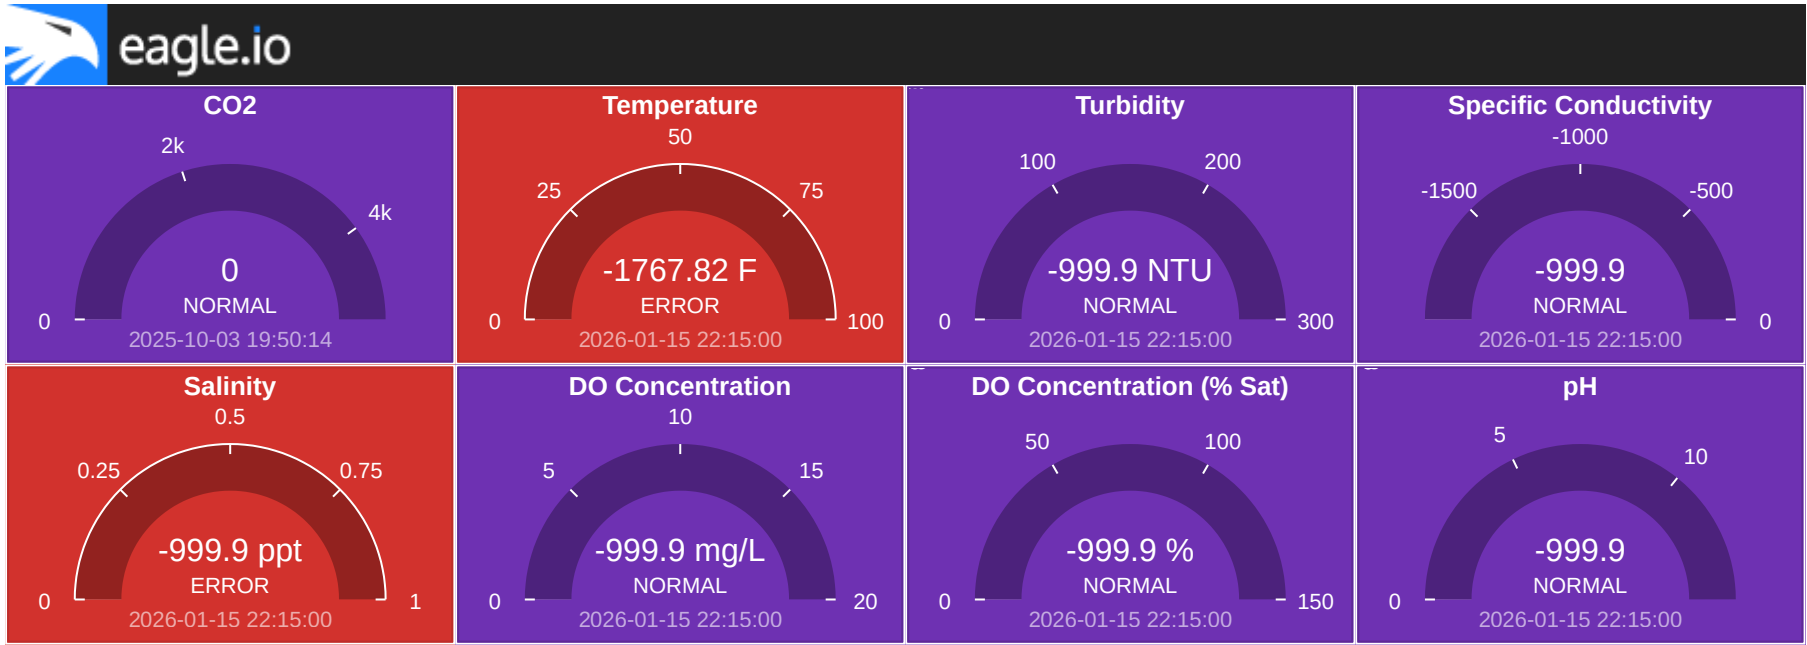 eagle.io
CO2
2k
4k
0
NORMAL
0
2025-10-03 19:50:14
Temperature
50
25
75
-1767.82 F
ERROR
0
100
2026-01-15 22:15:00
Turbidity
100
200
-999.9 NTU
NORMAL
0
300
2026-01-15 22:15:00
Specific Conductivity
-1000
-1500
-500
-999.9
NORMAL
0
2026-01-15 22:15:00
Salinity
0.5
0.25
0.75
-999.9 ppt
ERROR
0
1
2026-01-15 22:15:00
DO Concentration
10
5
15
-999.9 mg/L
NORMAL
0
20
2026-01-15 22:15:00
DO Concentration (% Sat)
50
100
-999.9 %
NORMAL
0
150
2026-01-15 22:15:00
pH
5
10
-999.9
NORMAL
0
2026-01-15 22:15:00